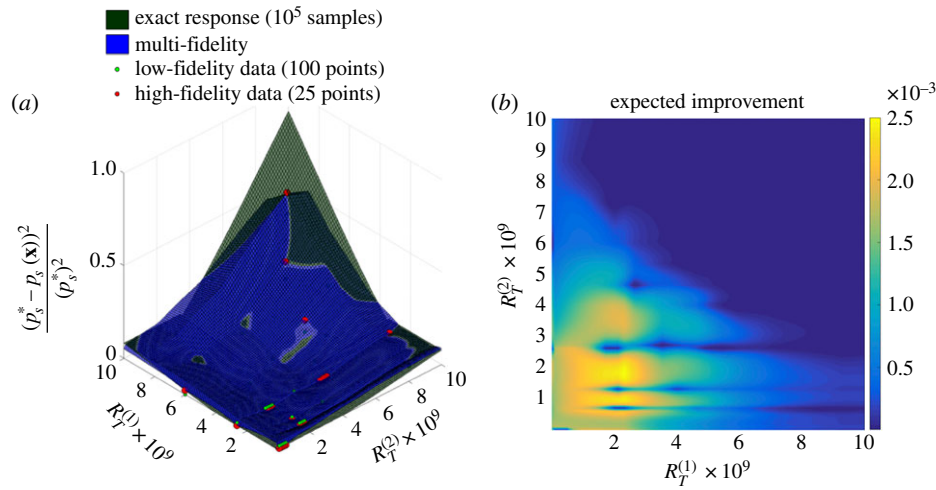 exact response (10⁵ samples)
multi-fidelity
low-fidelity data (100 points)
high-fidelity data (25 points)
(a)
1.0
0.5
0
(p_s^* – p_s (x))²
(p_s^*)²
10
8
6
4
2
R_T^(1) × 10⁹
2
4
6
8
10
R_T^(2) × 10⁹
(b)
expected improvement
×10⁻³
10
9
8
7
6
5
4
3
2
1
R_T^(2) × 10⁹
2
4
6
8
10
R_T^(1) × 10⁹
2.5
2.0
1.5
1.0
0.5